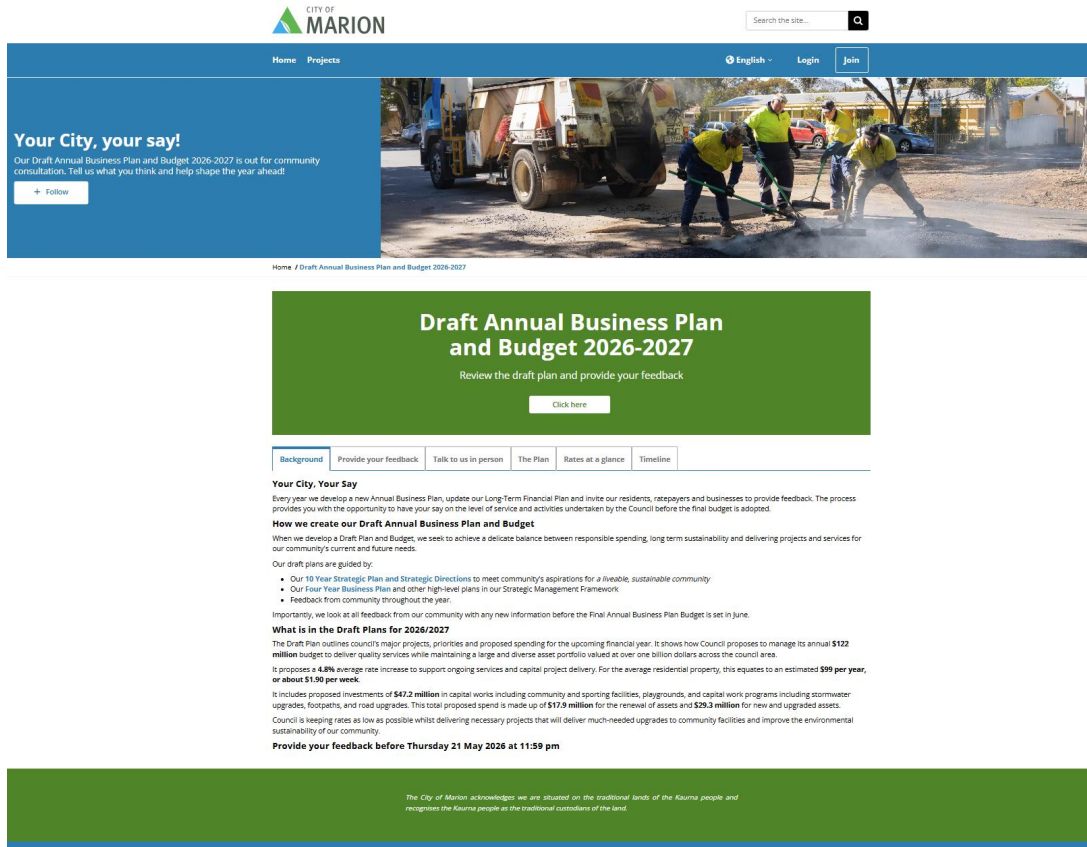 CITY OF
MARION
Search the site...
Home Projects
English
Login
Join
Your City, your say!
Our Draft Annual Business Plan and Budget 2026-2027 is out for community
consultation. Tell us what you think and help shape the year ahead!
+ Follow
Home / Draft Annual Business Plan and Budget 2026-2027
Draft Annual Business Plan
and Budget 2026-2027
Review the draft plan and provide your feedback
Click here
Background
Provide your feedback
Talk to us in person
The Plan
Rates at a glance
Timeline
Your City, Your Say
Every year we develop a new Annual Business Plan, update our Long-Term Financial Plan and invite our residents, ratepayers and businesses to provide feedback. The process
provides you with the opportunity to have your say on the level of service and activities undertaken by the Council before the final budget is adopted.
How we create our Draft Annual Business Plan and Budget
When we develop a Draft Plan and Budget, we seek to achieve a delicate balance between responsible spending, long term sustainability and delivering projects and services for
our community's current and future needs.
Our draft plans are guided by:
• Our 10 Year Strategic Plan and Strategic Directions to meet community's aspirations for a liveable, sustainable community
• Our Four Year Business Plan and other high-level plans in our Strategic Management Framework
• Feedback from community throughout the year.
Importantly, we look at all feedback from our community with any new information before the Final Annual Business Plan Budget is set in June.
What is in the Draft Plans for 2026/2027
The Draft Plan outlines council's major projects, priorities and proposed spending for the upcoming financial year. It shows how Council proposes to manage its annual $122
million budget to deliver quality services while maintaining a large and diverse asset portfolio valued at over one billion dollars across the council area.
It proposes a 4.8% average rate increase to support ongoing services and capital project delivery. For the average residential property, this equates to an estimated $99 per year,
or about $1.90 per week.
It includes proposed investments of $47.2 million in capital works including community and sporting facilities, playgrounds, and capital work programs including stormwater
upgrades, footpaths, and road upgrades. This total proposed spend is made up of $17.9 million for the renewal of assets and $29.3 million for new and upgraded assets.
Council is keeping rates as low as possible whilst delivering necessary projects that will deliver much-needed upgrades to community facilities and improve the environmental
sustainability of our community.
Provide your feedback before Thursday 21 May 2026 at 11:59 pm
The City of Marion acknowledges we are situated on the traditional lands of the Kaurna people and
recognises the Kaurna people as the traditional custodians of the land.